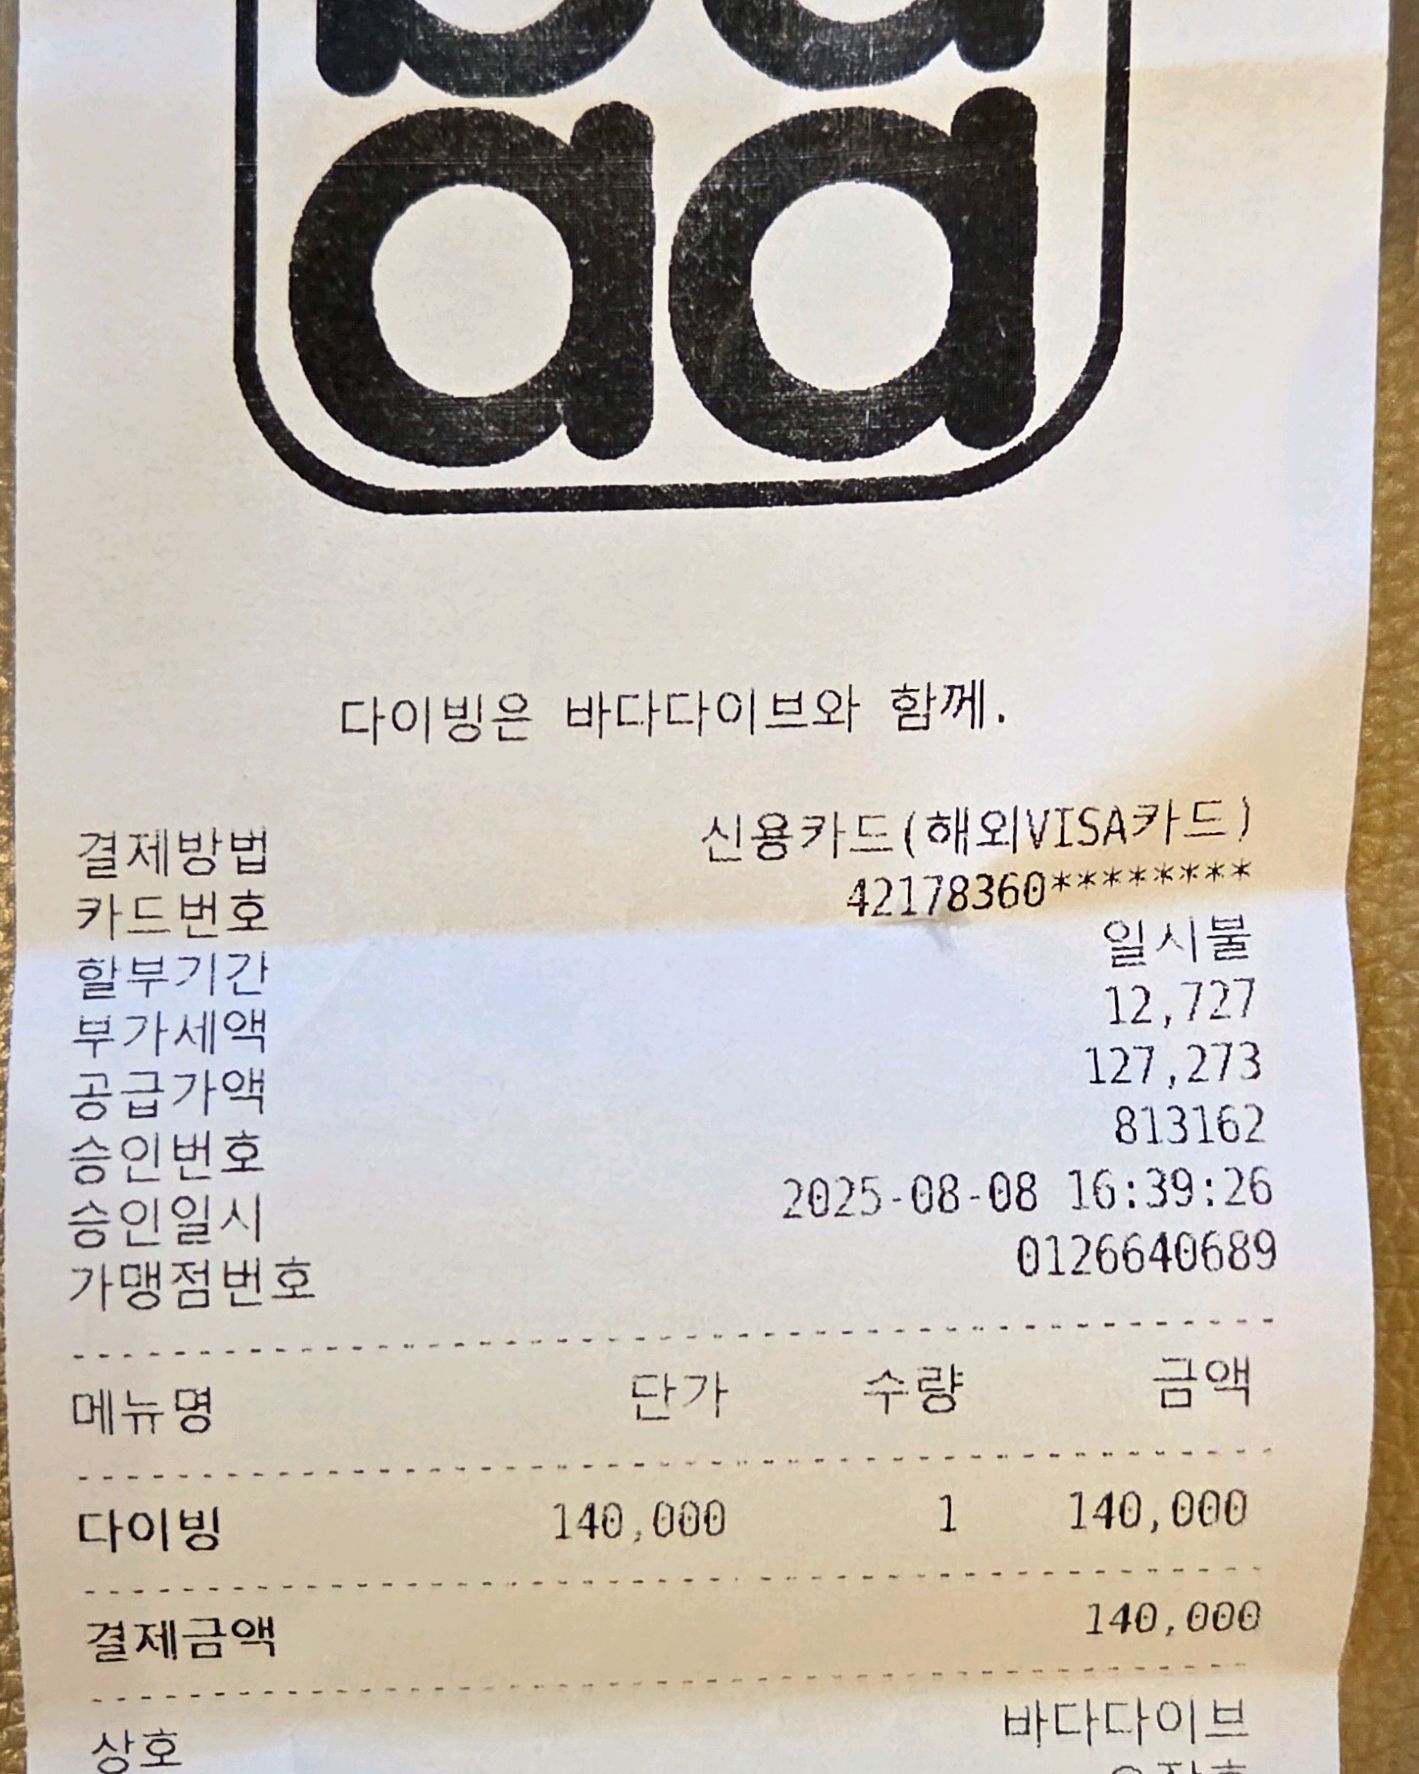 ba
aa
다이빙은 바다다이브와 함께.
결제방법 신용카드(해외VISA카드)
카드번호 42178360********
할부기간 일시불
부가세액 12,727
공급가액 127,273
승인번호 813162
승인일시 2025-08-08 16:39:26
가맹점번호 0126640689
메뉴명 단가 수량 금액
다이빙 140,000 1 140,000
결제금액 140,000
상호 바다다이브